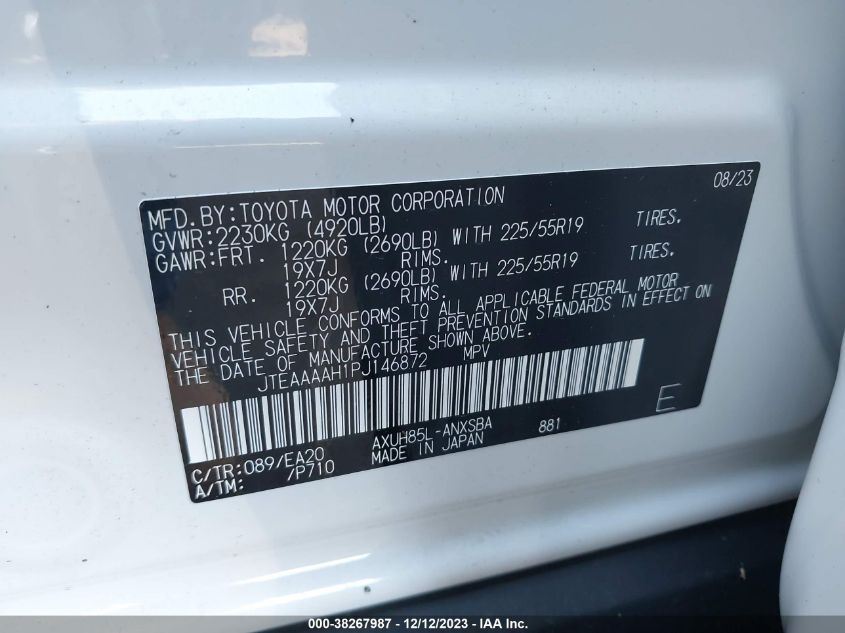 08/23
MFD.BY:TOYOTA MOTOR CORPORATION
GVWR:2230KG (4920LB)
GAWR:FRT. 1220KG (2690LB) WITH 225/55R19 TIRES.
19X7J RIMS.
RR. 1220KG (2690LB) WITH 225/55R19 TIRES.
19X7J RIMS.
THIS VEHICLE CONFORMS TO ALL APPLICABLE FEDERAL MOTOR
VEHICLE SAFETY AND THEFT PREVENTION STANDARDS IN EFFECT ON
THE DATE OF MANUFACTURE SHOWN ABOVE.
JTEAAAAH1PJ146872 MPV
E
C/TR:089/EA20 AXUH85L-ANXSBA 881
A/TM: /P710 MADE IN JAPAN
000-38267987 - 12/12/2023 - IAA Inc.